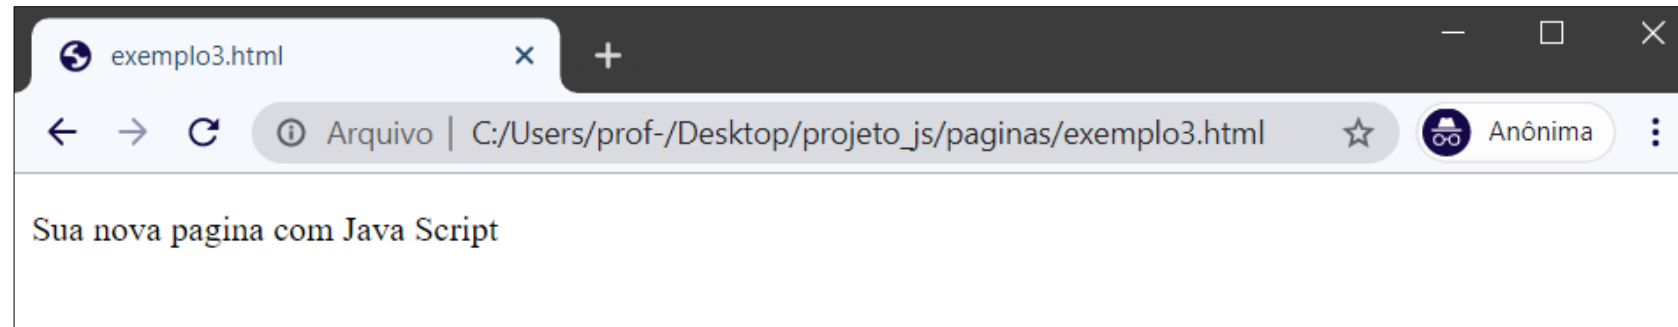 exemplo3.html
Arquivo | C:/Users/prof-/Desktop/projeto_js/paginas/exemplo3.html
Anônima
Sua nova pagina com Java Script